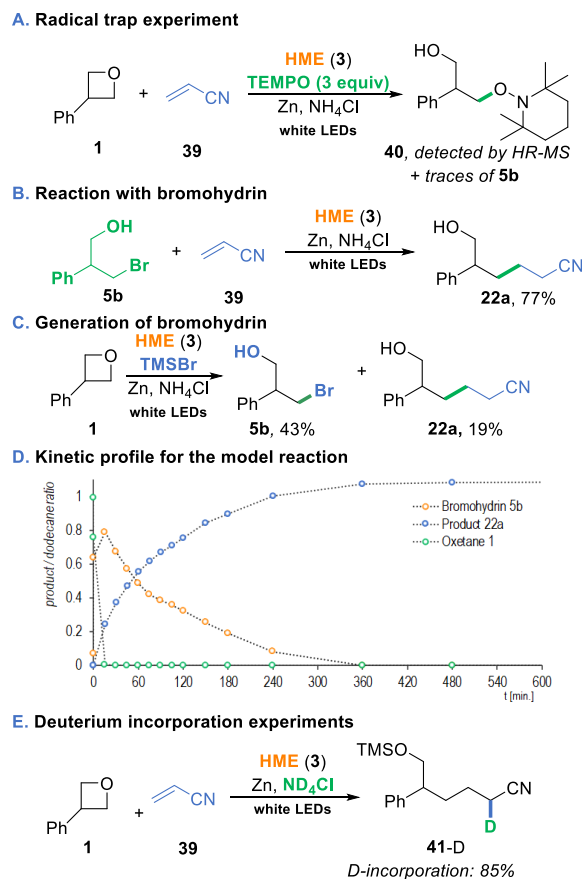 A. Radical trap experiment
O
Ph
1
+
CN
39
HME (3)
TEMPO (3 equiv)
Zn, NH4Cl
white LEDs
HO
Ph
O
N
40, detected by HR-MS
+ traces of 5b
B. Reaction with bromohydrin
OH
Ph
Br
5b
+
CN
39
HME (3)
Zn, NH4Cl
white LEDs
HO
Ph
CN
22a, 77%
C. Generation of bromohydrin
O
Ph
1
HME (3)
TMSBr
Zn, NH4Cl
white LEDs
HO
Br
Ph
5b, 43%
+
HO
CN
Ph
22a, 19%
D. Kinetic profile for the model reaction
product / dodecane ratio
1
0.8
0.6
0.4
0.2
0
Bromohydrin 5b
Product 22a
Oxetane 1
0 60 120 180 240 300 360 420 480 540 600
t [min.]
E. Deuterium incorporation experiments
O
Ph
1
+
CN
39
HME (3)
Zn, ND4Cl
white LEDs
TMSO
Ph
CN
D
41-D
D-incorporation: 85%